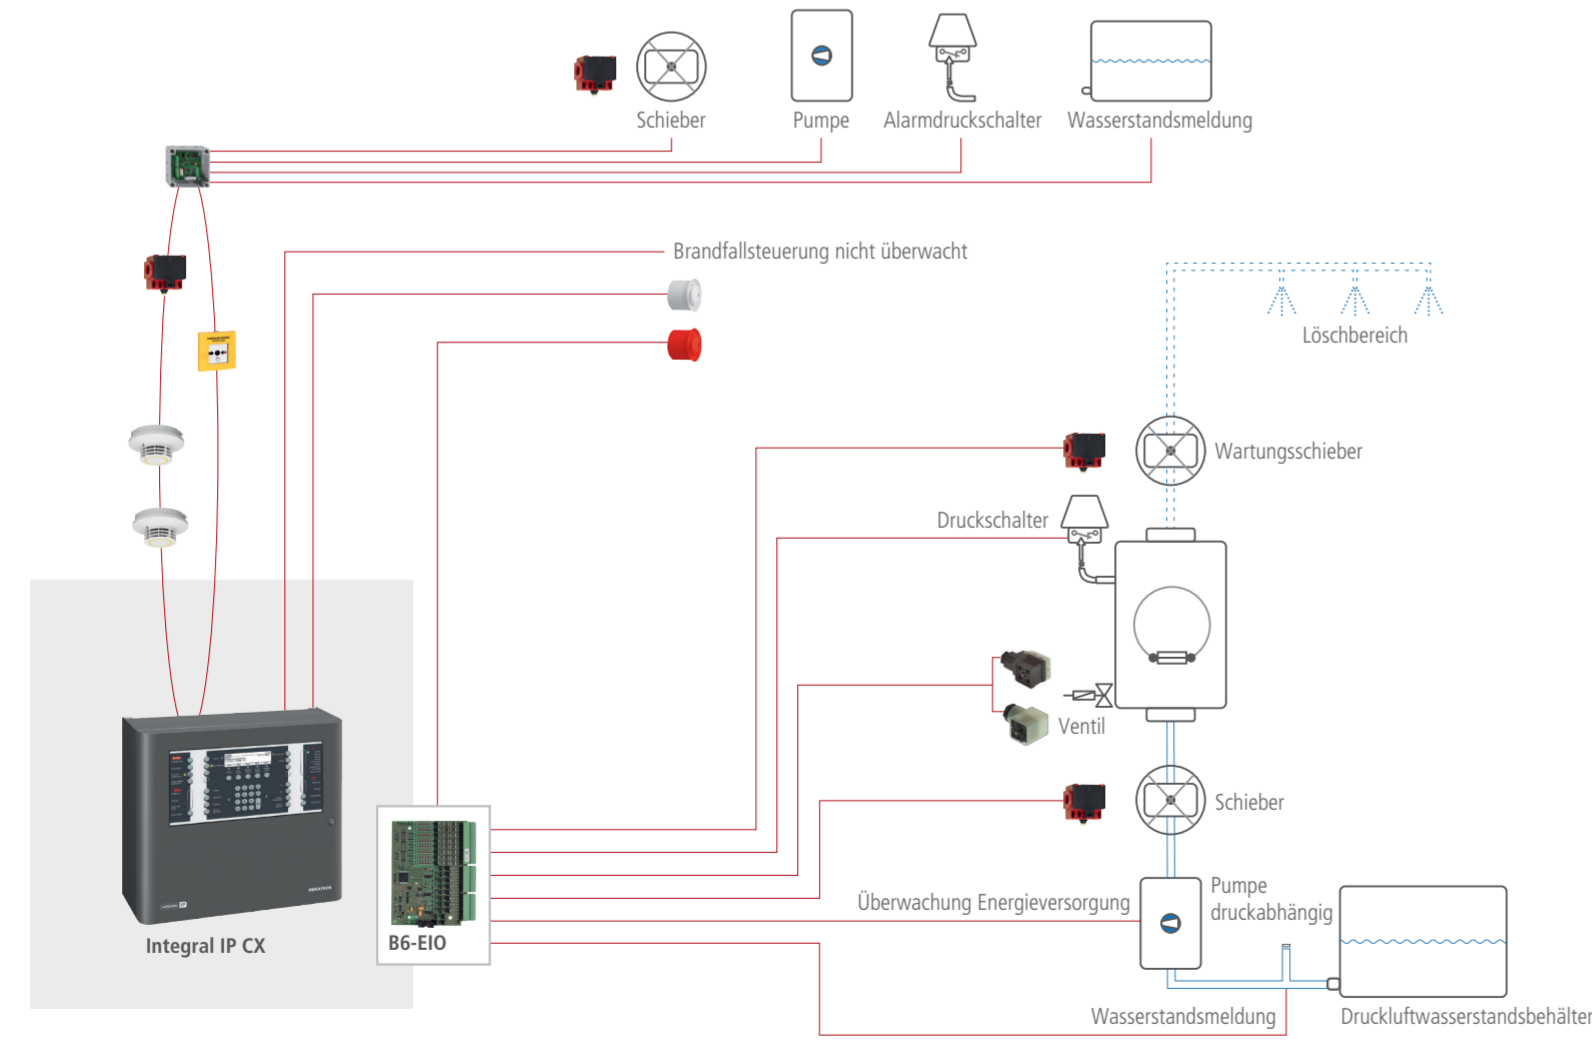 Schieber
Pumpe
Alarmdruckschalter
Wasserstandsmeldung
Brandfallsteuerung nicht überwacht
Löschbereich
Wartungsschieber
Druckschalter
Ventil
Schieber
Überwachung Energieversorgung
Pumpe
druckabhängig
B6-EIO
Integral IP CX
Wasserstandsmeldung
Druckluftwasserstandsbehälter